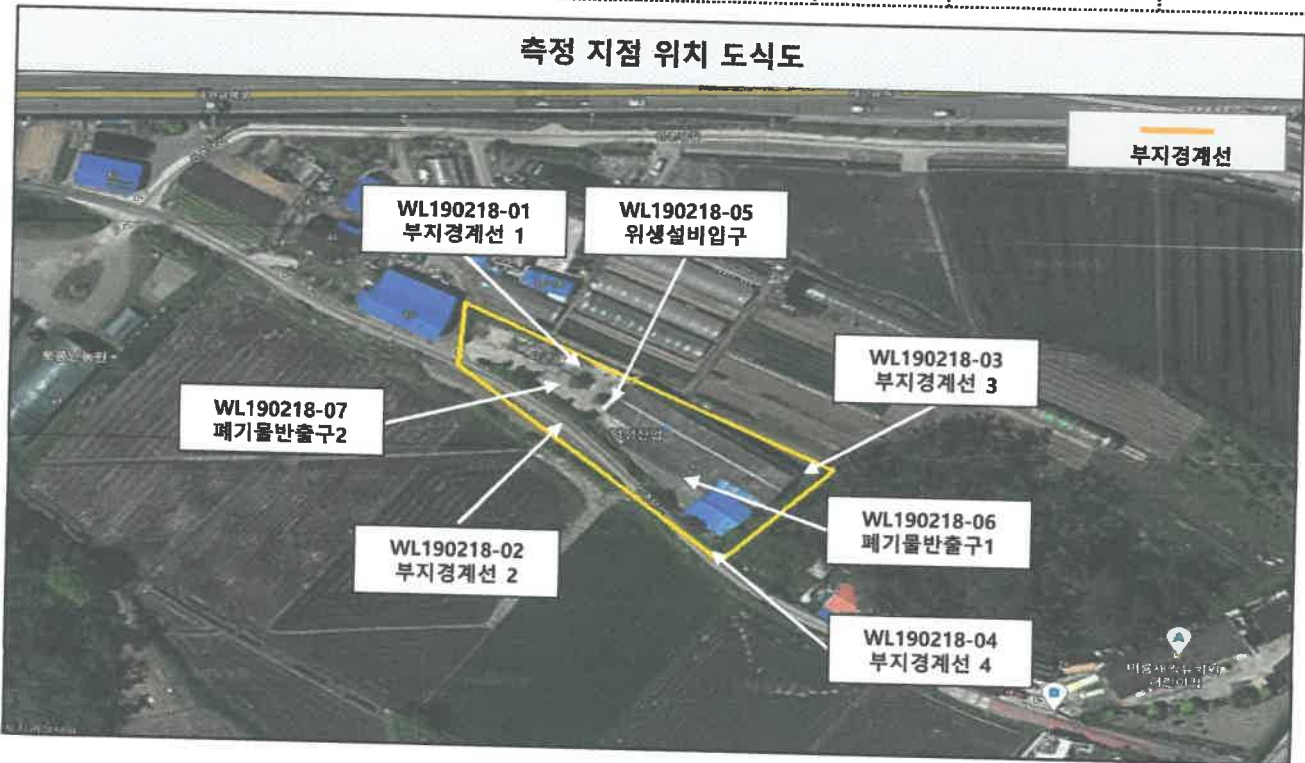 측정 지점 위치 도식도
부지경계선
WL190218-01
부지경계선 1
WL190218-05
위생설비입구
WL190218-03
부지경계선 3
WL190218-07
폐기물반출구2
WL190218-06
폐기물반출구1
WL190218-02
부지경계선 2
WL190218-04
부지경계선 4